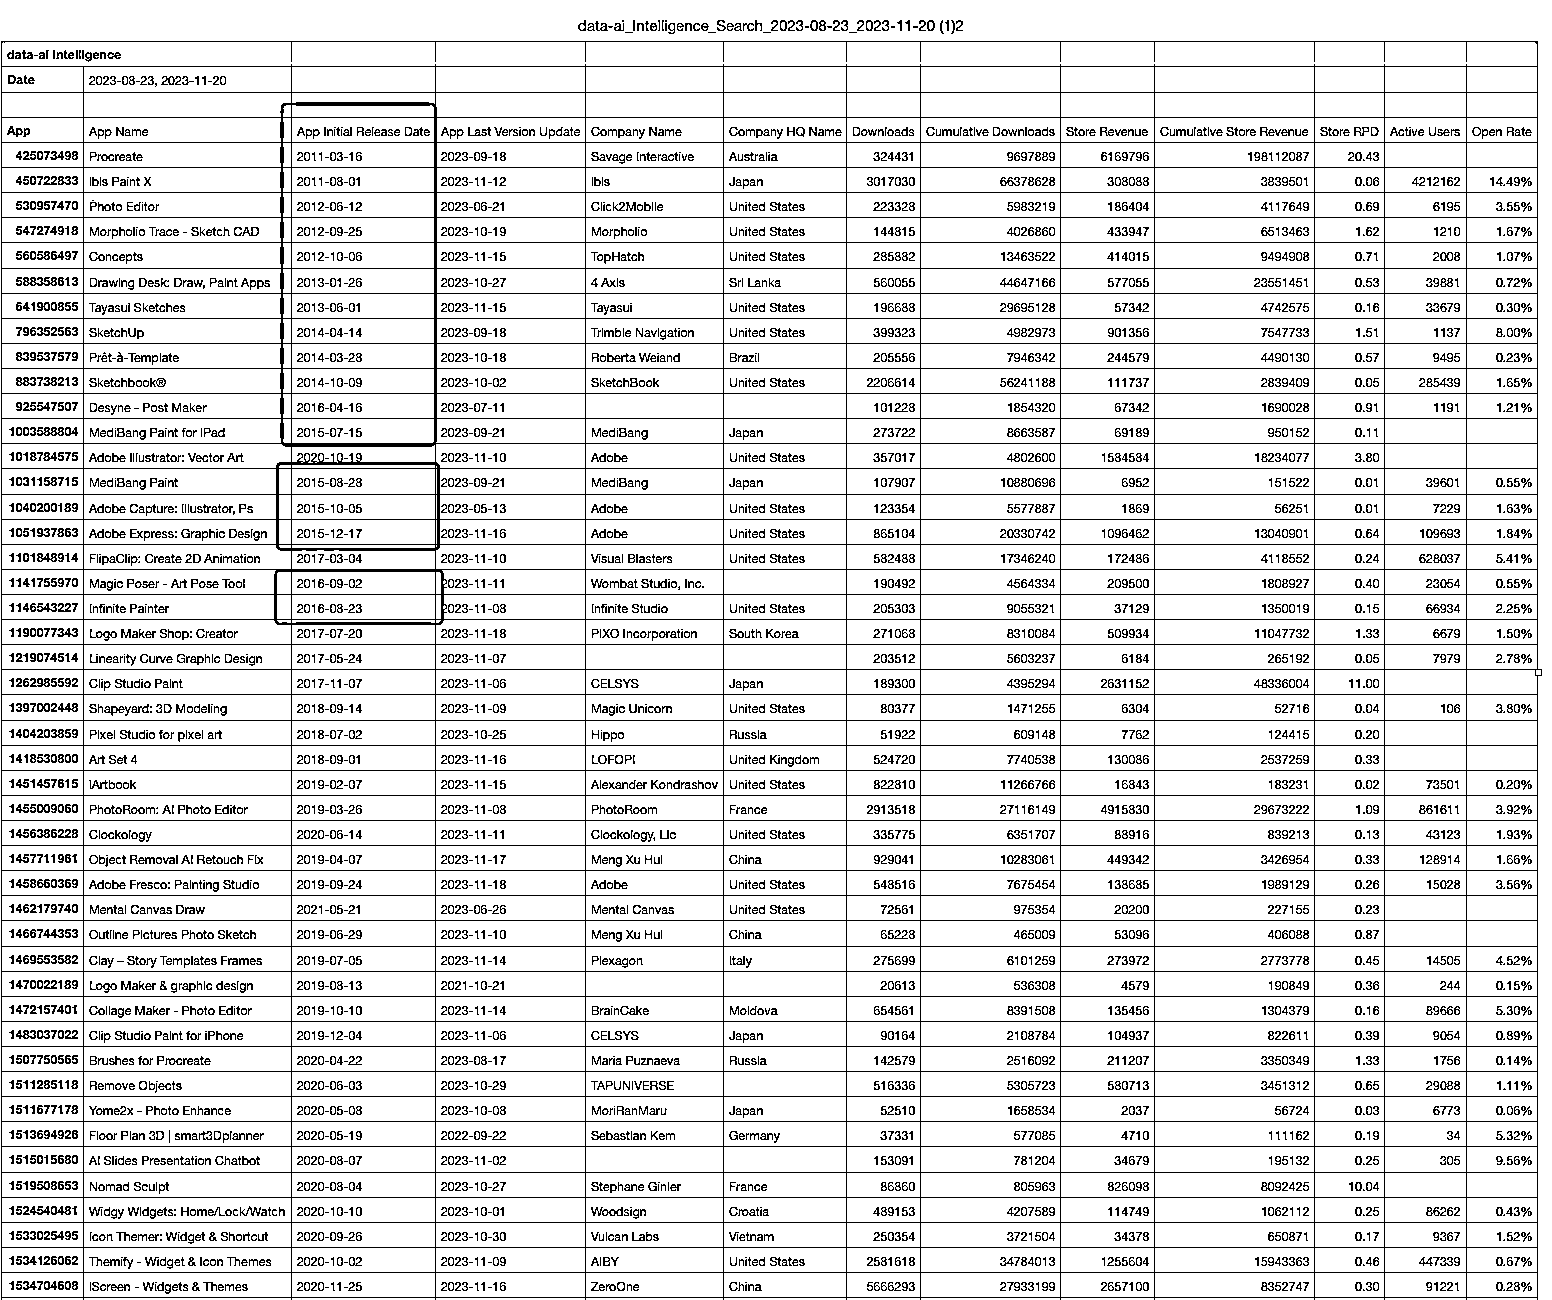 data-ai_Intelligence_Search_2023-08-23_2023-11-20 (1)2
data-ai Intelligence
Date 2023-08-23, 2023-11-20
App App Name App Initial Release Date App Last Version Update Company Name Company HQ Name Downloads Cumulative Downloads Store Revenue Cumulative Store Revenue Store RPD Active Users Open Rate
425073498 Procreate 2011-03-16 2023-09-18 Savage Interactive Australia 324431 9697889 6169796 198112087 20.43
450722833 Ibis Paint X 2011-08-01 2023-11-12 Ibis Japan 3017030 66378628 308088 3839501 0.06 4212162 14.49%
530957470 Photo Editor 2012-06-12 2023-06-21 Click2Mobile United States 223328 5983219 186404 4117649 0.69 6195 3.55%
547274918 Morpholio Trace - Sketch CAD 2012-09-25 2023-10-19 Morpholio United States 144815 4026860 433947 6513463 1.62 1210 1.67%
560586497 Concepts 2012-10-06 2023-11-15 TopHatch United States 285882 13463522 414015 9494908 0.71 2008 1.07%
588358613 Drawing Desk: Draw, Paint Apps 2013-01-26 2023-10-27 4 Axis Sri Lanka 560055 44647166 577055 23551451 0.53 39881 0.72%
641900855 Tayasui Sketches 2013-06-01 2023-11-15 Tayasui United States 196688 29695128 57342 4742575 0.16 33679 0.30%
796352563 SketchUp 2014-04-14 2023-09-18 Trimble Navigation United States 399323 4982973 901356 7547733 1.51 1137 8.00%
839537579 Prêt-à-Template 2014-03-28 2023-10-18 Roberta Weiand Brazil 205556 7946342 244579 4490130 0.57 9495 0.23%
883738213 Sketchbook® 2014-10-09 2023-10-02 SketchBook United States 2206614 56241188 111737 2839409 0.05 285439 1.65%
925547507 Desyne - Post Maker 2016-04-16 2023-07-11 101228 1854320 67342 1690028 0.91 1191 1.21%
1003588804 MediBang Paint for iPad 2015-07-15 2023-09-21 MediBang Japan 273722 8663587 69189 950152 0.11
1018784575 Adobe Illustrator: Vector Art 2020-10-19 2023-11-10 Adobe United States 357017 4802600 1584584 18234077 3.80
1031158715 MediBang Paint 2015-08-28 2023-09-21 MediBang Japan 107907 10880696 6952 151522 0.01 39601 0.55%
1040200189 Adobe Capture: Illustrator, Ps 2015-10-05 2023-05-13 Adobe United States 123354 5577887 1869 56251 0.01 7229 1.63%
1051937863 Adobe Express: Graphic Design 2015-12-17 2023-11-16 Adobe United States 865104 20330742 1096462 13040901 0.64 109693 1.84%
1101848914 FlipaClip: Create 2D Animation 2017-03-04 2023-11-10 Visual Blasters United States 582488 17346240 172486 4118552 0.24 628037 5.41%
1141755970 Magic Poser - Art Pose Tool 2016-09-02 2023-11-11 Wombat Studio, Inc. 190492 4564334 209500 1808927 0.40 23054 0.55%
1146543227 Infinite Painter 2016-08-23 2023-11-08 Infinite Studio United States 205303 9055321 37129 1350019 0.15 66934 2.25%
1190077343 Logo Maker Shop: Creator 2017-07-20 2023-11-18 PIXO Incorporation South Korea 271068 8310084 509934 11047732 1.33 6679 1.50%
1219074514 Linearity Curve Graphic Design 2017-05-24 2023-11-07 203512 5603237 6184 265192 0.05 7979 2.78%
1262985592 Clip Studio Paint 2017-11-07 2023-11-06 CELSYS Japan 189300 4395294 2631152 48336004 11.00
1397002448 Shapeyard: 3D Modeling 2018-09-14 2023-11-09 Magic Unicorn United States 80377 1471255 6304 52716 0.04 106 3.80%
1404203859 Pixel Studio for pixel art 2018-07-02 2023-10-25 Hippo Russia 51922 609148 7762 124415 0.20
1418530800 Art Set 4 2018-09-01 2023-11-16 LOFOPI United Kingdom 524720 7740538 130086 2537259 0.33
1451457615 iArtbook 2019-02-07 2023-11-15 Alexander Kondrashov United States 822810 11266766 16843 183231 0.02 73501 0.20%
1455009060 PhotoRoom: AI Photo Editor 2019-03-26 2023-11-08 PhotoRoom France 2913518 27116149 4915830 29673222 1.09 861611 3.92%
1456386228 Clockology 2020-06-14 2023-11-11 Clockology, Llc United States 335775 6351707 88916 839213 0.13 43123 1.93%
1457711961 Object Removal AI Retouch Fix 2019-04-07 2023-11-17 Meng Xu Hui China 929041 10283061 449342 3426954 0.33 128914 1.66%
1458660369 Adobe Fresco: Painting Studio 2019-09-24 2023-11-18 Adobe United States 548516 7675454 138685 1989129 0.26 15028 3.56%
1462179740 Mental Canvas Draw 2021-05-21 2023-06-26 Mental Canvas United States 72561 975354 20200 227155 0.23
1466744353 Outline Pictures Photo Sketch 2019-06-29 2023-11-10 Meng Xu Hui China 65228 465009 53096 406088 0.87
1469553582 Clay – Story Templates Frames 2019-07-05 2023-11-14 Plexagon Italy 275699 6101259 273972 2773778 0.45 14505 4.52%
1470022189 Logo Maker & graphic design 2019-08-13 2021-10-21 20613 536308 4579 190849 0.36 244 0.15%
1472157401 Collage Maker - Photo Editor 2019-10-10 2023-11-14 BrainCake Moldova 654561 8391508 135456 1304379 0.16 89666 5.30%
1483037022 Clip Studio Paint for iPhone 2019-12-04 2023-11-06 CELSYS Japan 90164 2108784 104937 822611 0.39 9054 0.89%
1507750565 Brushes for Procreate 2020-04-22 2023-08-17 Maria Puznaeva Russia 142579 2516092 211207 3350349 1.33 1756 0.14%
1511285118 Remove Objects 2020-06-03 2023-10-29 TAPUNIVERSE 516336 5305723 580713 3451312 0.65 29088 1.11%
1511677178 Yome2x - Photo Enhance 2020-05-08 2023-10-08 MoriRanMaru Japan 52510 1658534 2037 56724 0.03 6773 0.06%
1513694926 Floor Plan 3D | smart3Dplanner 2020-05-19 2022-09-22 Sebastian Kem Germany 37331 577085 4710 111162 0.19 34 5.32%
1515015680 AI Slides Presentation Chatbot 2020-08-07 2023-11-02 153091 781204 34679 195132 0.25 305 9.56%
1519508653 Nomad Sculpt 2020-08-04 2023-10-27 Stephane Ginier France 86860 805963 826098 8092425 10.04
1524540481 Widgy Widgets: Home/Lock/Watch 2020-10-10 2023-10-01 Woodsign Croatia 489153 4207589 114749 1062112 0.25 86262 0.43%
1533025495 Icon Themer: Widget & Shortcut 2020-09-26 2023-10-30 Vulcan Labs Vietnam 250354 3721504 34378 650871 0.17 9367 1.52%
1534126062 Themify - Widget & Icon Themes 2020-10-02 2023-11-09 AIBY United States 2531618 34784013 1255604 15943363 0.46 447339 0.67%
1534704608 iScreen - Widgets & Themes 2020-11-25 2023-11-16 ZeroOne China 5666293 27933199 2657100 8352747 0.30 91221 0.28%